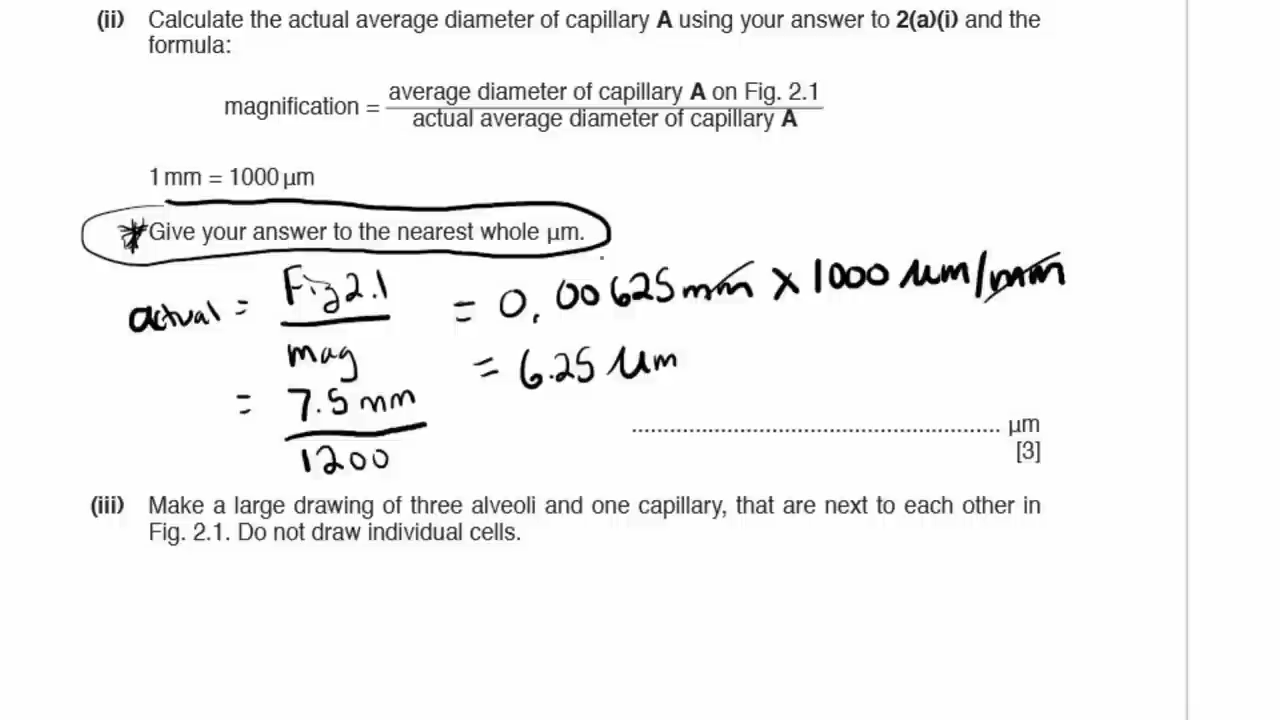 (ii) Calculate the actual average diameter of capillary A using your answer to 2(a)(i) and the
formula:
magnification = average diameter of capillary A on Fig. 2.1
actual average diameter of capillary A
1 mm = 1000 µm
*Give your answer to the nearest whole µm.
actual = Fig 2.1
mag
= 0.00625 mm x 1000 µm/mm
= 6.25 µm
= 7.5 mm
1200
.......................................................... µm
[3]
(iii) Make a large drawing of three alveoli and one capillary, that are next to each other in
Fig. 2.1. Do not draw individual cells.